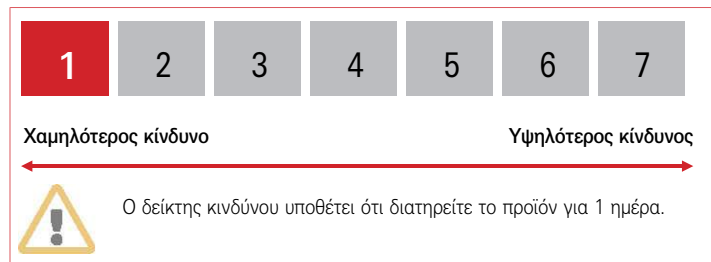 1 2 3 4 5 6 7
Χαμηλότερος κίνδυνο Υψηλότερος κίνδυνος
Ο δείκτης κινδύνου υποθέτει ότι διατηρείτε το προϊόν για 1 ημέρα.